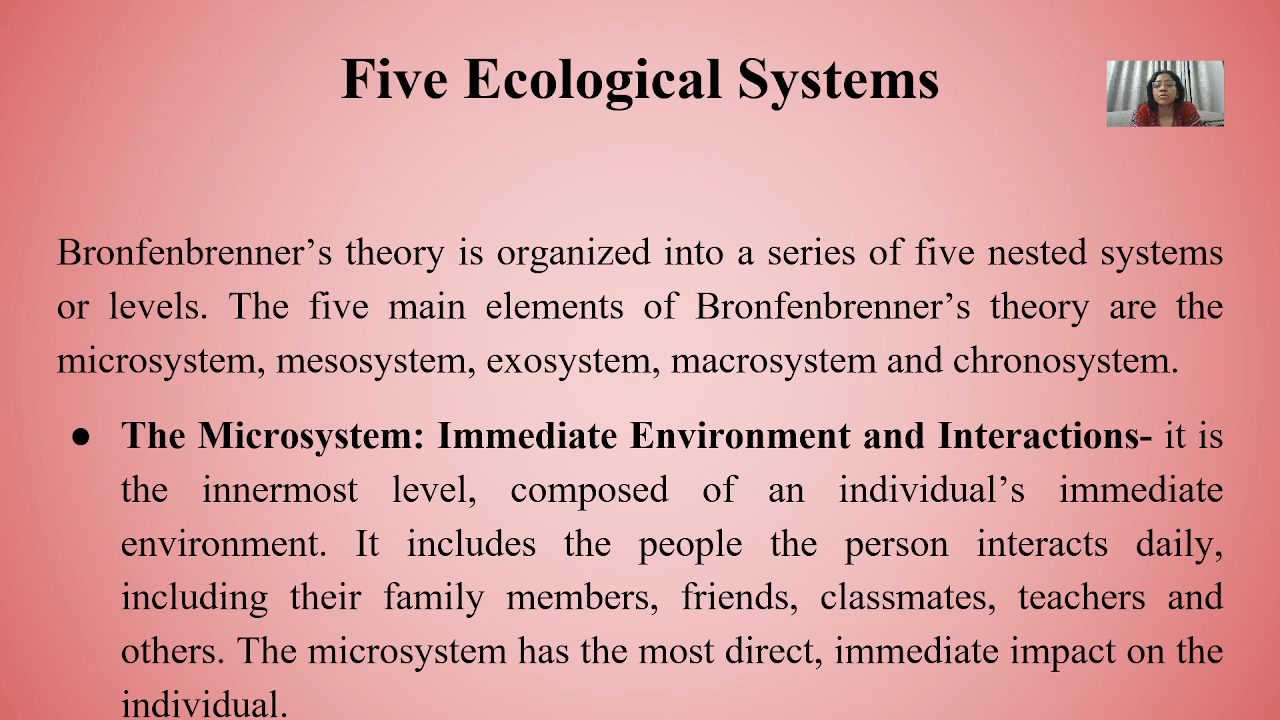 Five Ecological Systems
Bronfenbrenner’s theory is organized into a series of five nested systems
or levels. The five main elements of Bronfenbrenner’s theory are the
microsystem, mesosystem, exosystem, macrosystem and chronosystem.
● The Microsystem: Immediate Environment and Interactions- it is
the innermost level, composed of an individual’s immediate
environment. It includes the people the person interacts daily,
including their family members, friends, classmates, teachers and
others. The microsystem has the most direct, immediate impact on the
individual.